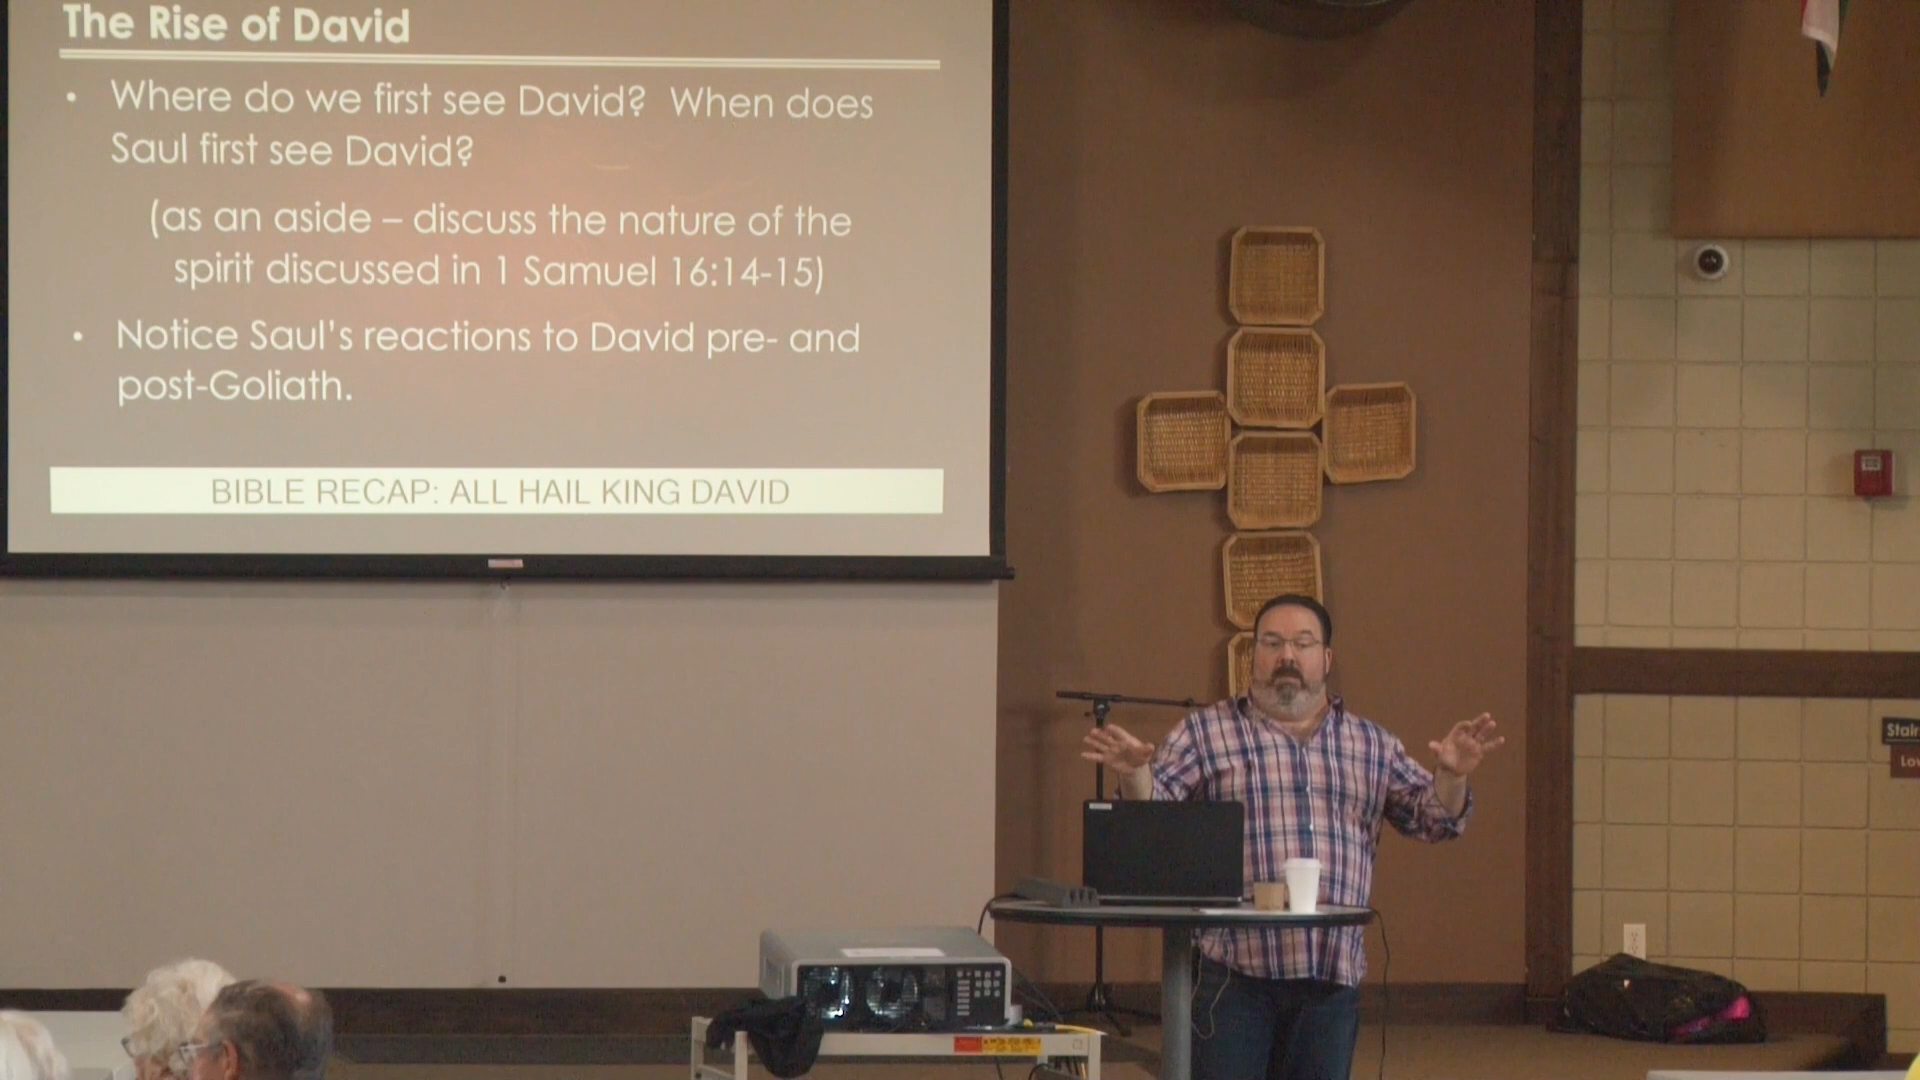 The Rise of David
• Where do we first see David?  When does
Saul first see David?
(as an aside – discuss the nature of the
spirit discussed in 1 Samuel 16:14-15)
• Notice Saul's reactions to David pre- and
post-Goliath.
BIBLE RECAP: ALL HAIL KING DAVID
Stair
Low